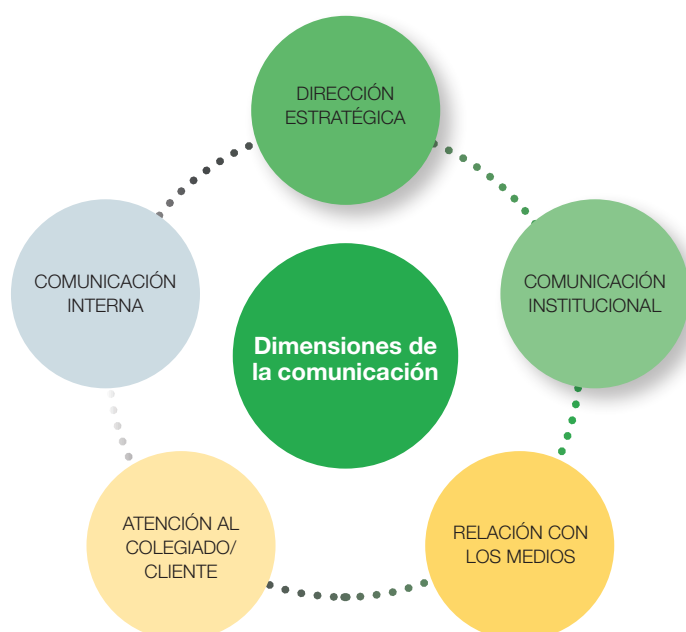 DIRECCIÓN
ESTRATÉGICA
COMUNICACIÓN
INTERNA
COMUNICACIÓN
INSTITUCIONAL
Dimensiones de
la comunicación
ATENCIÓN AL
COLEGIADO/
CLIENTE
RELACIÓN CON
LOS MEDIOS